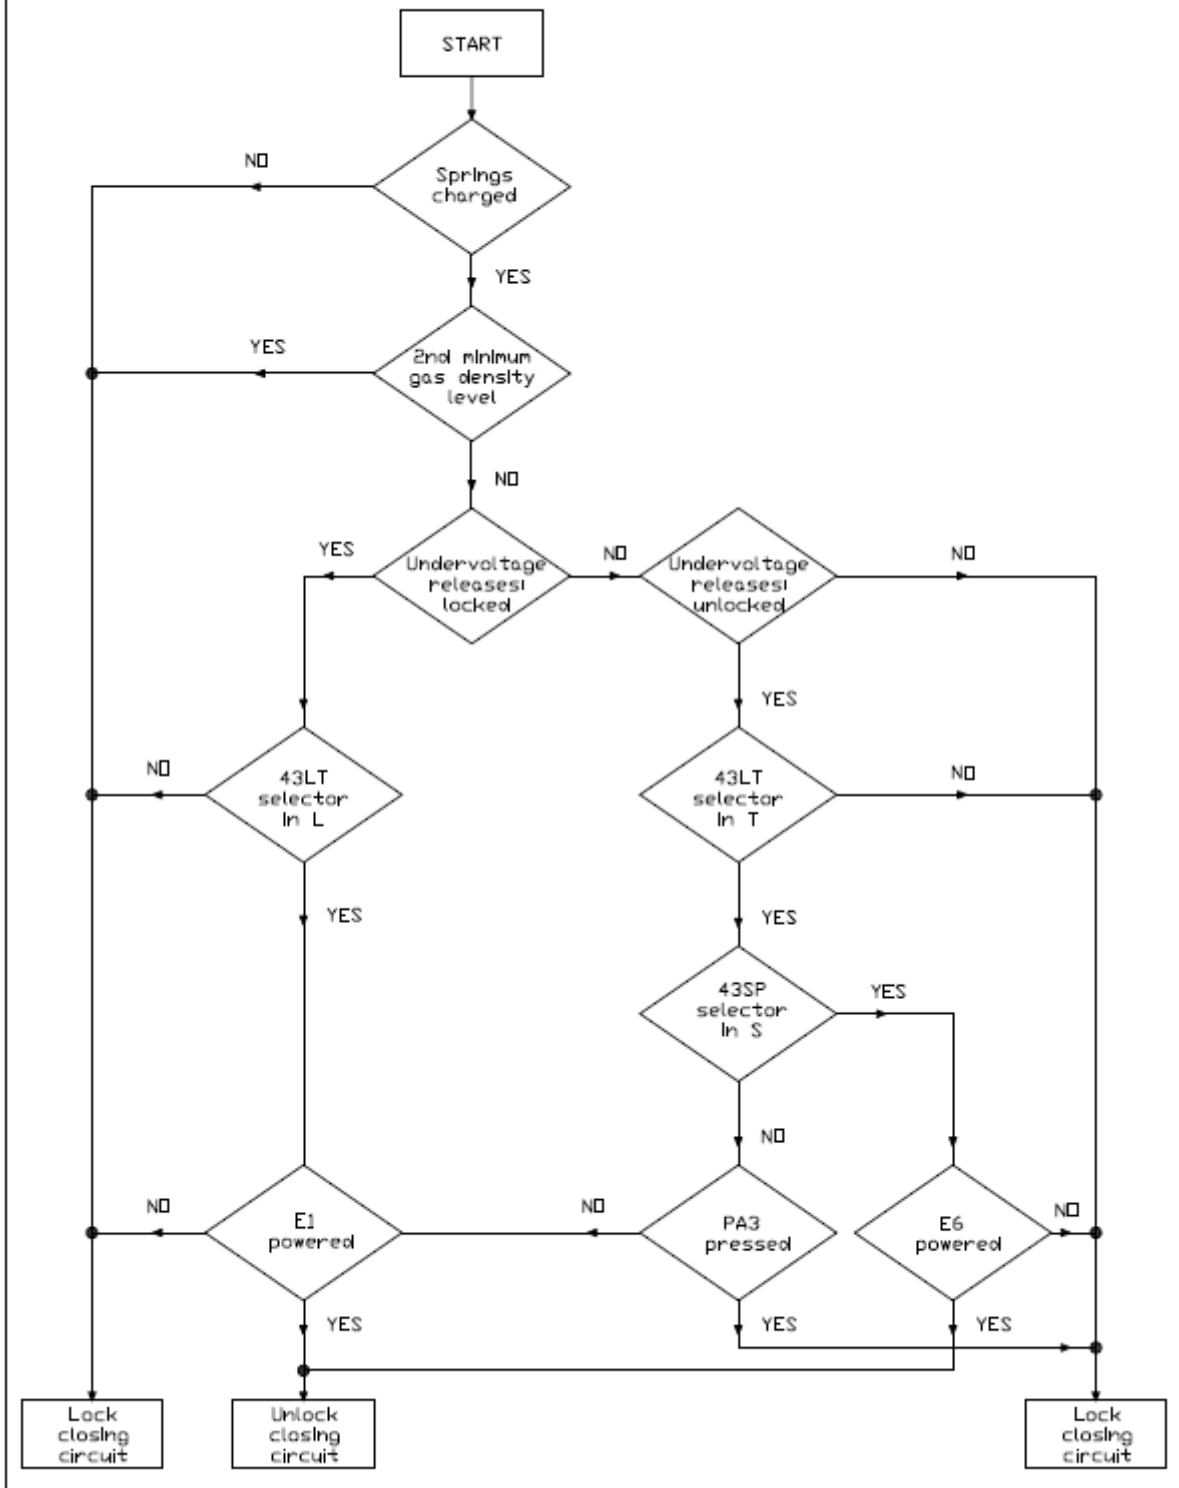 START
NO
Springs
charged
YES
YES
2nd minimum
gas density
level
NO
YES
Undervoltage
releases:
locked
NO
Undervoltage
releases:
unlocked
NO
YES
NO
43LT
selector
In L
43LT
selector
In T
NO
YES
YES
43SP
selector
In S
YES
NO
NO
E1
powered
NO
PA3
pressed
E6
powered
NO
YES
YES
YES
Lock
closing
circuit
Unlock
closing
circuit
Lock
closing
circuit